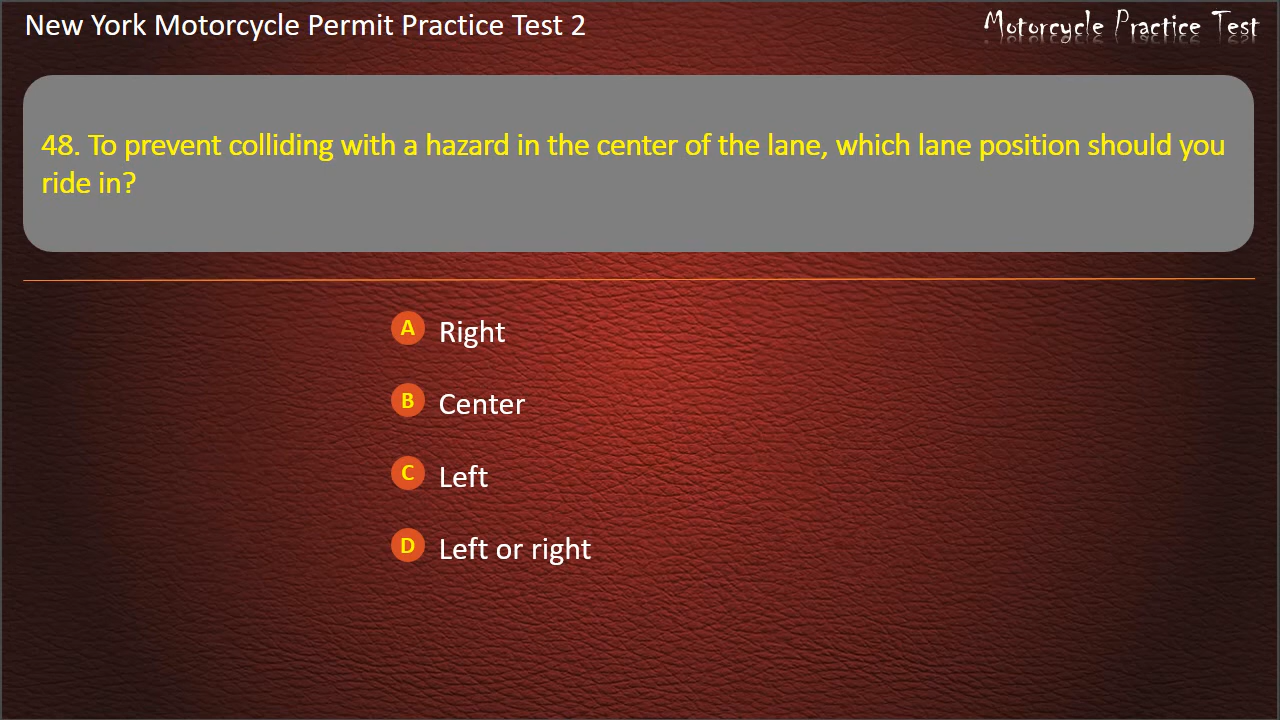 New York Motorcycle Permit Practice Test 2
Motorcycle Practice Test
48. To prevent colliding with a hazard in the center of the lane, which lane position should you
ride in?
A Right
B Center
C Left
D Left or right